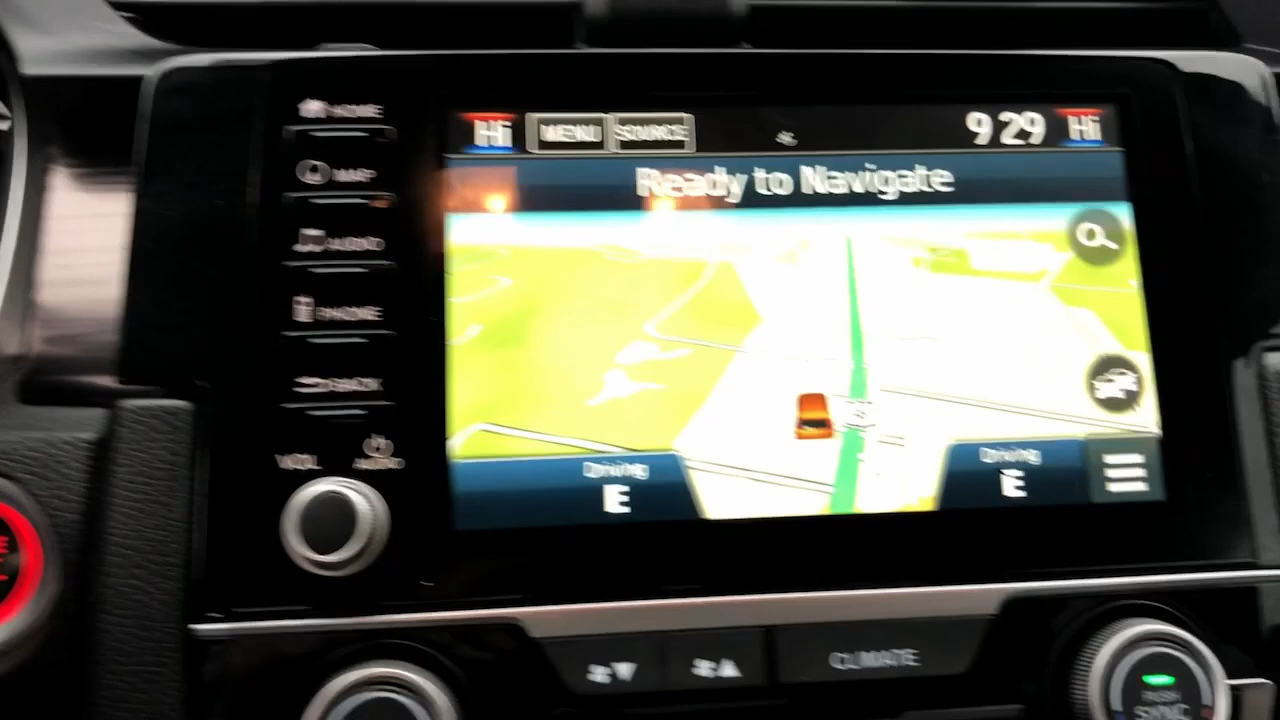 HOME
Hi MENU SOURCE 9 29 Hi
MAP
Ready to Navigate
AUDIO
PHONE
BACK
Driving
E
Driving
E
VOL AUDIO
CLIMATE
SYNC